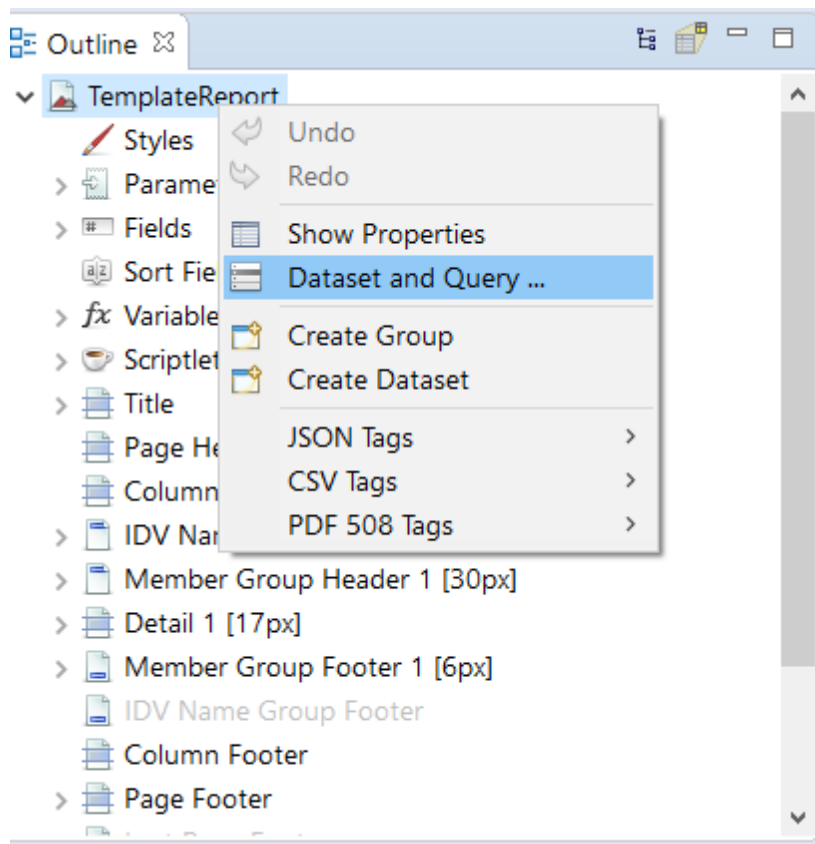 Outline
TemplateReport
Styles
Undo
Parame
Redo
Fields
Show Properties
Sort Fie
Dataset and Query ...
fx Variable
Create Group
Scriptlet
Create Dataset
Title
JSON Tags
Page He
CSV Tags
Column
PDF 508 Tags
IDV Nar
Member Group Header 1 [30px]
Detail 1 [17px]
Member Group Footer 1 [6px]
IDV Name Group Footer
Column Footer
Page Footer